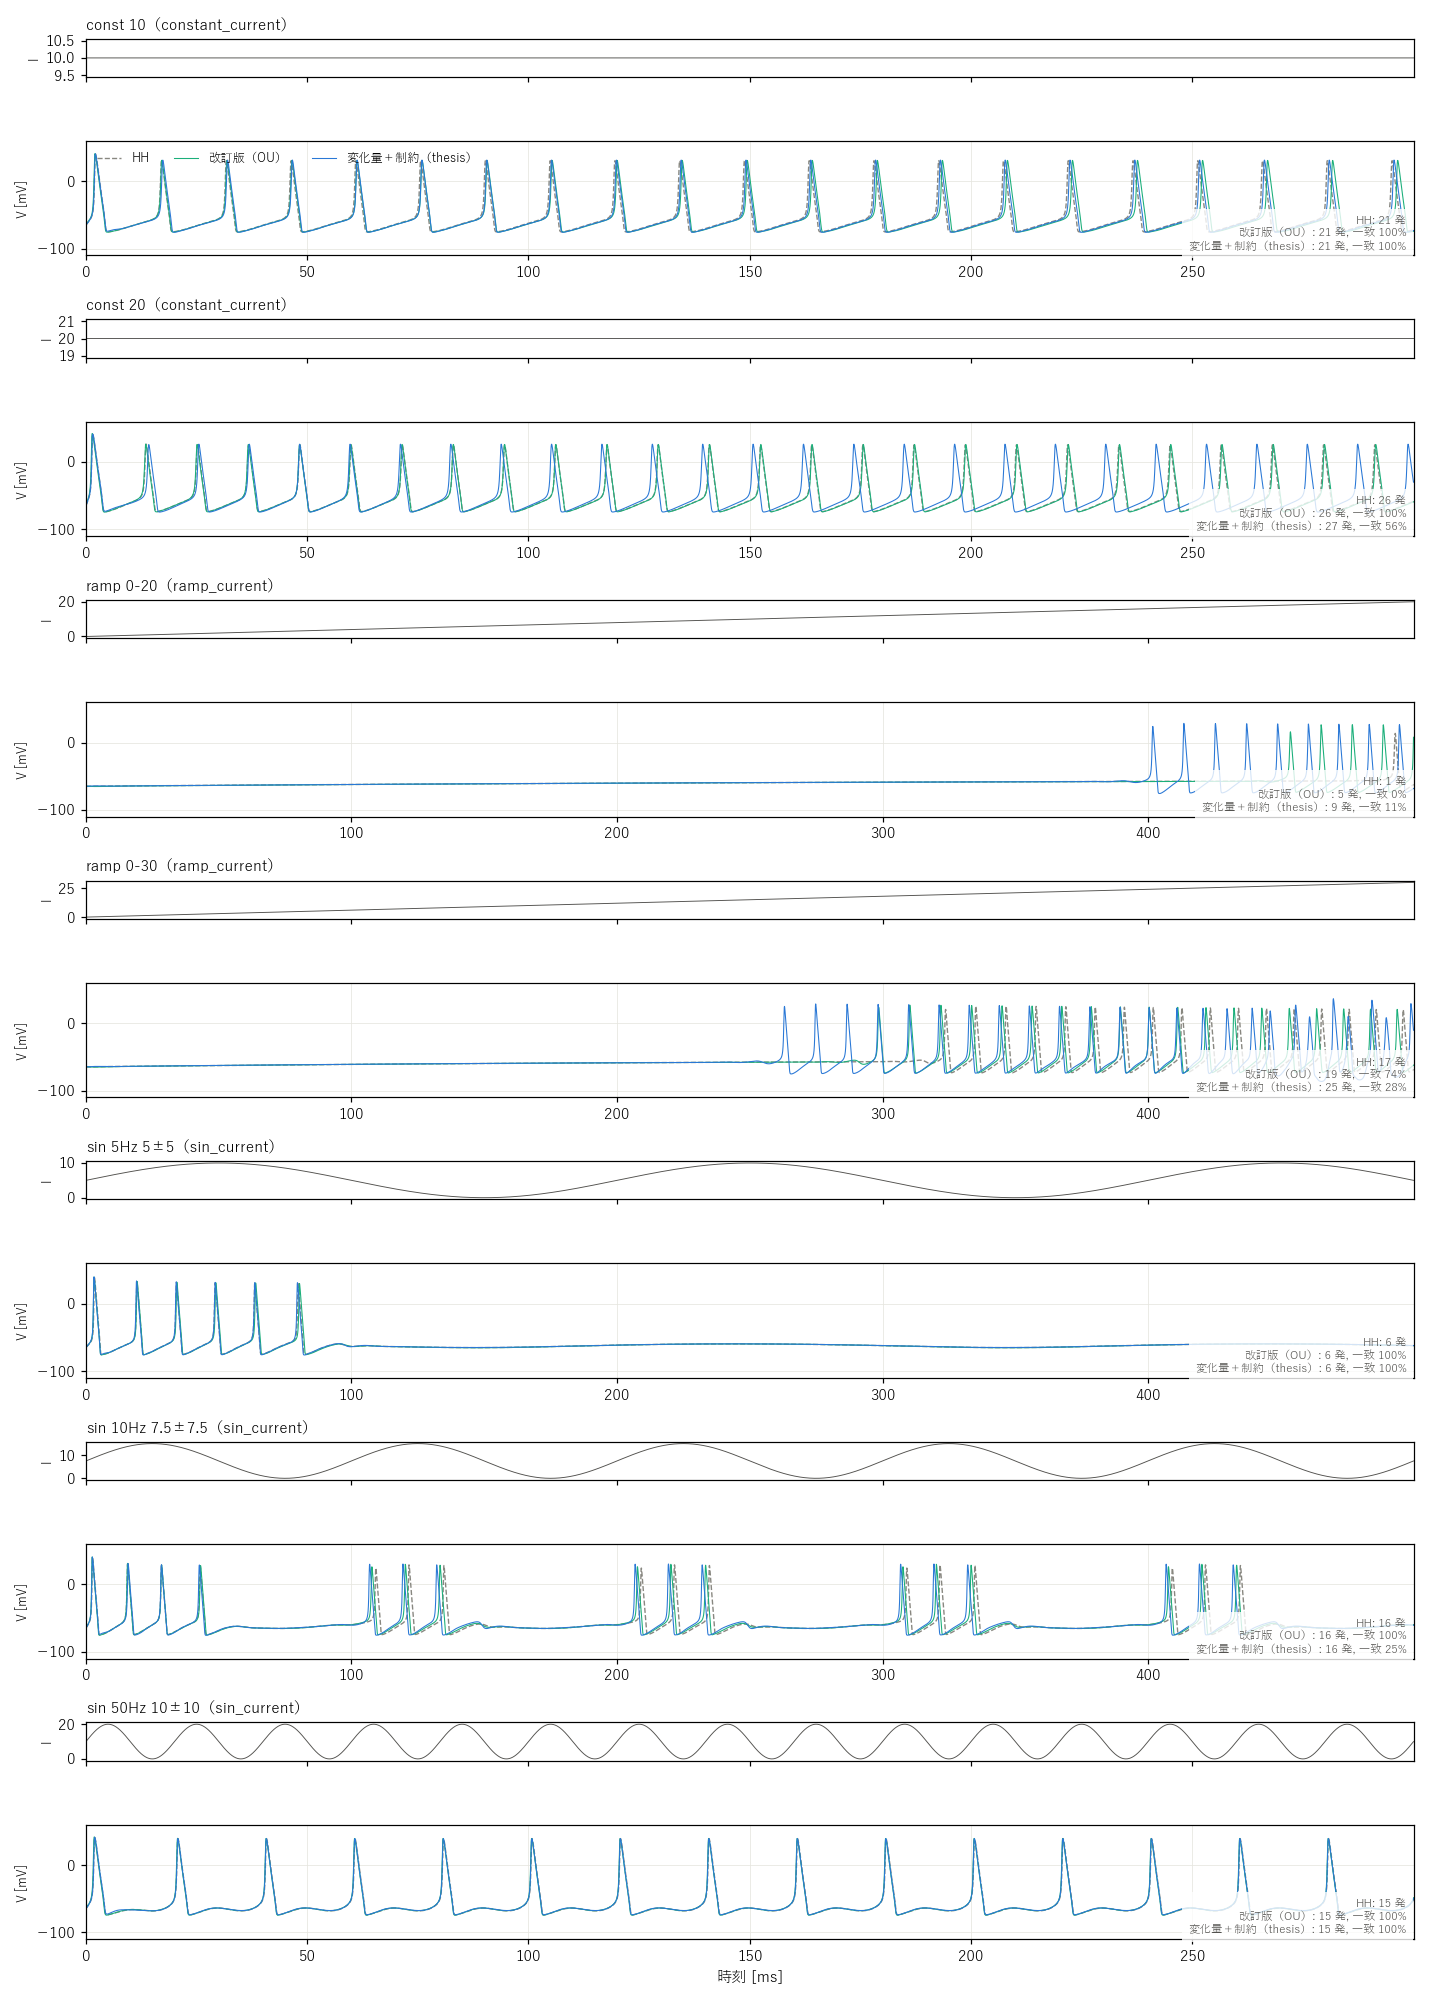 const 10（constant_current）
10.5
10.0
9.5
I
HH
改訂版（OU）
変化量＋制約（thesis）
0
−100
V [mV]
HH: 21 発
改訂版（OU）: 21 発, 一致 100%
変化量＋制約（thesis）: 21 発, 一致 100%
0 50 100 150 200 250
const 20（constant_current）
21
20
19
I
0
−100
V [mV]
HH: 26 発
改訂版（OU）: 26 発, 一致 100%
変化量＋制約（thesis）: 27 発, 一致 56%
0 50 100 150 200 250
ramp 0-20（ramp_current）
20
0
I
0
−100
V [mV]
HH: 1 発
改訂版（OU）: 5 発, 一致 0%
変化量＋制約（thesis）: 9 発, 一致 11%
0 100 200 300 400
ramp 0-30（ramp_current）
25
0
I
0
−100
V [mV]
HH: 17 発
改訂版（OU）: 19 発, 一致 74%
変化量＋制約（thesis）: 25 発, 一致 28%
0 100 200 300 400
sin 5Hz 5±5（sin_current）
10
0
I
0
−100
V [mV]
HH: 6 発
改訂版（OU）: 6 発, 一致 100%
変化量＋制約（thesis）: 6 発, 一致 100%
0 100 200 300 400
sin 10Hz 7.5±7.5（sin_current）
10
0
I
0
−100
V [mV]
HH: 16 発
改訂版（OU）: 16 発, 一致 100%
変化量＋制約（thesis）: 16 発, 一致 25%
0 100 200 300 400
sin 50Hz 10±10（sin_current）
20
0
I
0
−100
V [mV]
HH: 15 発
改訂版（OU）: 15 発, 一致 100%
変化量＋制約（thesis）: 15 発, 一致 100%
0 50 100 150 200 250
時刻 [ms]